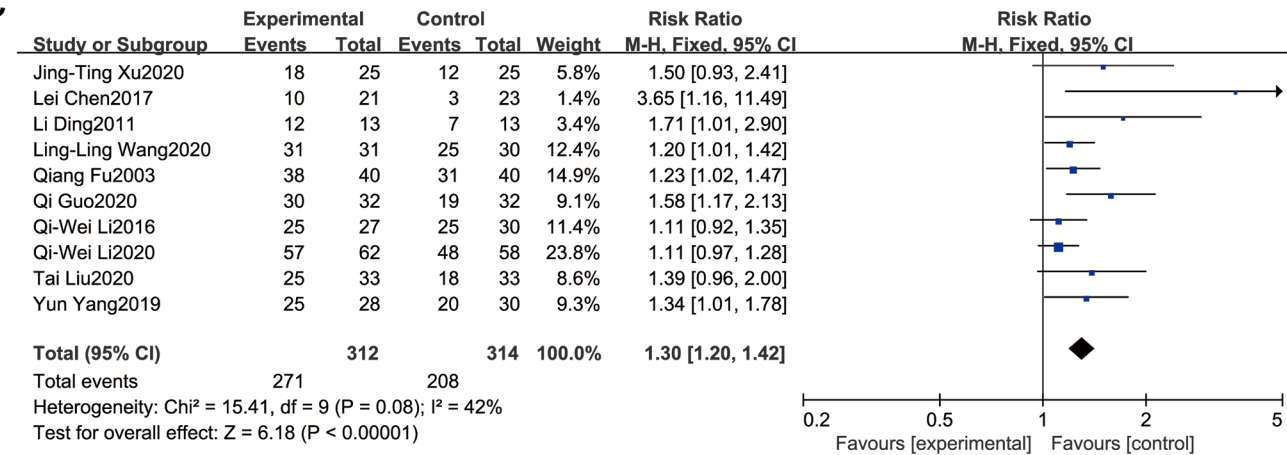 Experimental Control Risk Ratio Risk Ratio
Study or Subgroup Events Total Events Total Weight M-H, Fixed, 95% CI M-H, Fixed, 95% CI
Jing-Ting Xu2020 18 25 12 25 5.8% 1.50 [0.93, 2.41]
Lei Chen2017 10 21 3 23 1.4% 3.65 [1.16, 11.49]
Li Ding2011 12 13 7 13 3.4% 1.71 [1.01, 2.90]
Ling-Ling Wang2020 31 31 25 30 12.4% 1.20 [1.01, 1.42]
Qiang Fu2003 38 40 31 40 14.9% 1.23 [1.02, 1.47]
Qi Guo2020 30 32 19 32 9.1% 1.58 [1.17, 2.13]
Qi-Wei Li2016 25 27 25 30 11.4% 1.11 [0.92, 1.35]
Qi-Wei Li2020 57 62 48 58 23.8% 1.11 [0.97, 1.28]
Tai Liu2020 25 33 18 33 8.6% 1.39 [0.96, 2.00]
Yun Yang2019 25 28 20 30 9.3% 1.34 [1.01, 1.78]
Total (95% CI) 312 314 100.0% 1.30 [1.20, 1.42]
Total events 271 208
Heterogeneity: Chi² = 15.41, df = 9 (P = 0.08); I² = 42%
Test for overall effect: Z = 6.18 (P < 0.00001)
0.2 0.5 1 2 5
Favours [experimental] Favours [control]